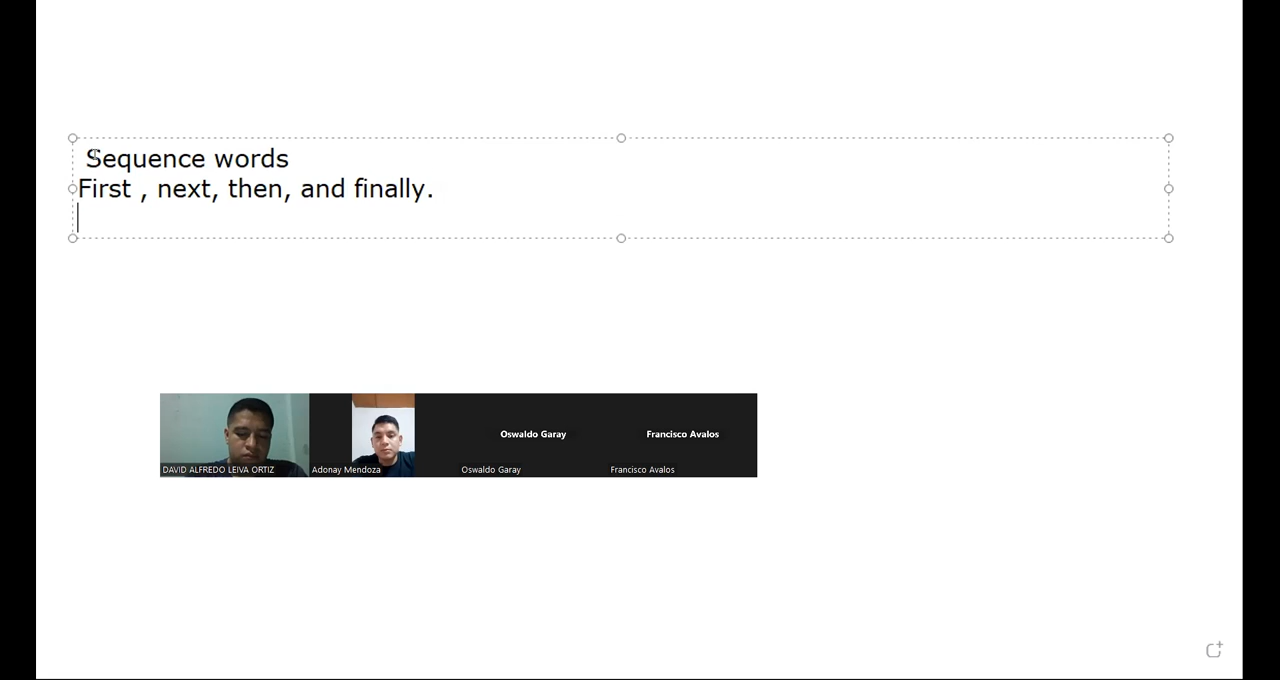 Sequence words
First , next, then, and finally.
Oswaldo Garay
Francisco Avalos
DAVID ALFREDO LEIVA ORTIZ
Adonay Mendoza
Oswaldo Garay
Francisco Avalos